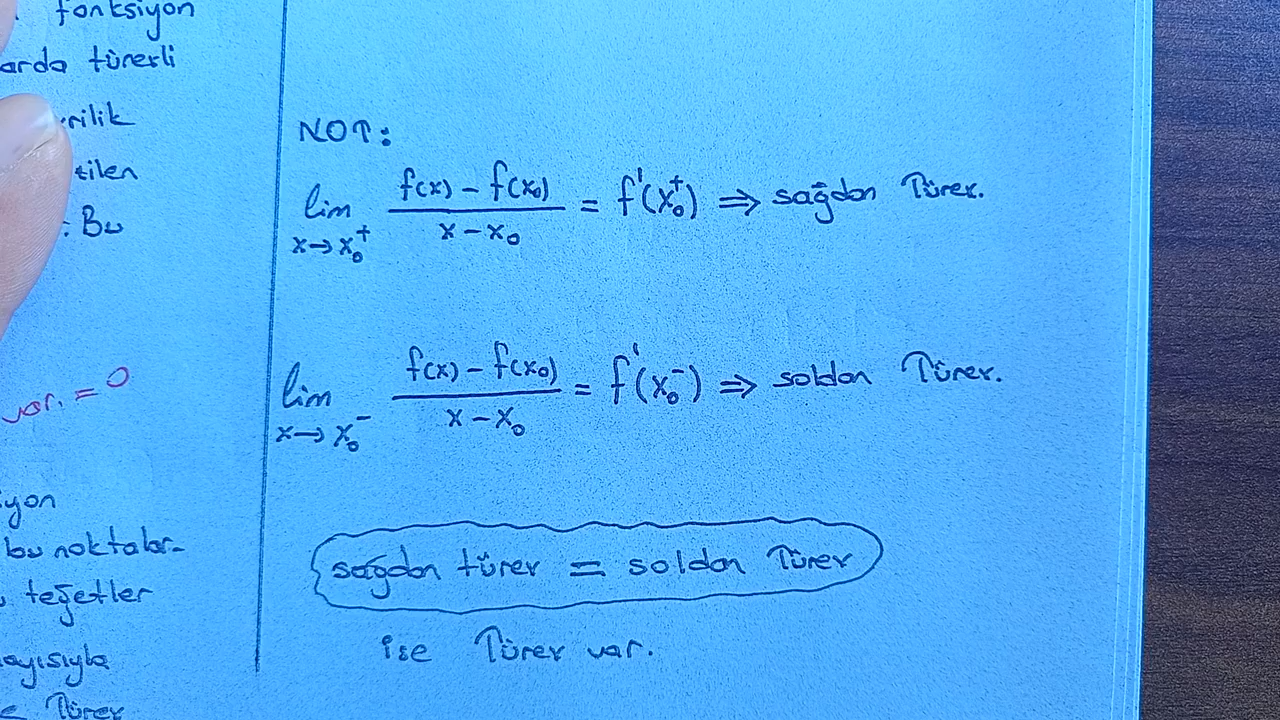 fonksiyon
arda türevli
tilen
: Bu
var. = 0
yon
bu noktalar-
teğetler
ayısıyla
Türev
NOT:
lim x→x₀⁺ f(x) - f(x₀) / x - x₀ = f'(x₀⁺) ⇒ sağdan Türev.
lim x→x₀⁻ f(x) - f(x₀) / x - x₀ = f'(x₀⁻) ⇒ soldan Türev.
sağdan türev = soldan Türev
ise Türev var.